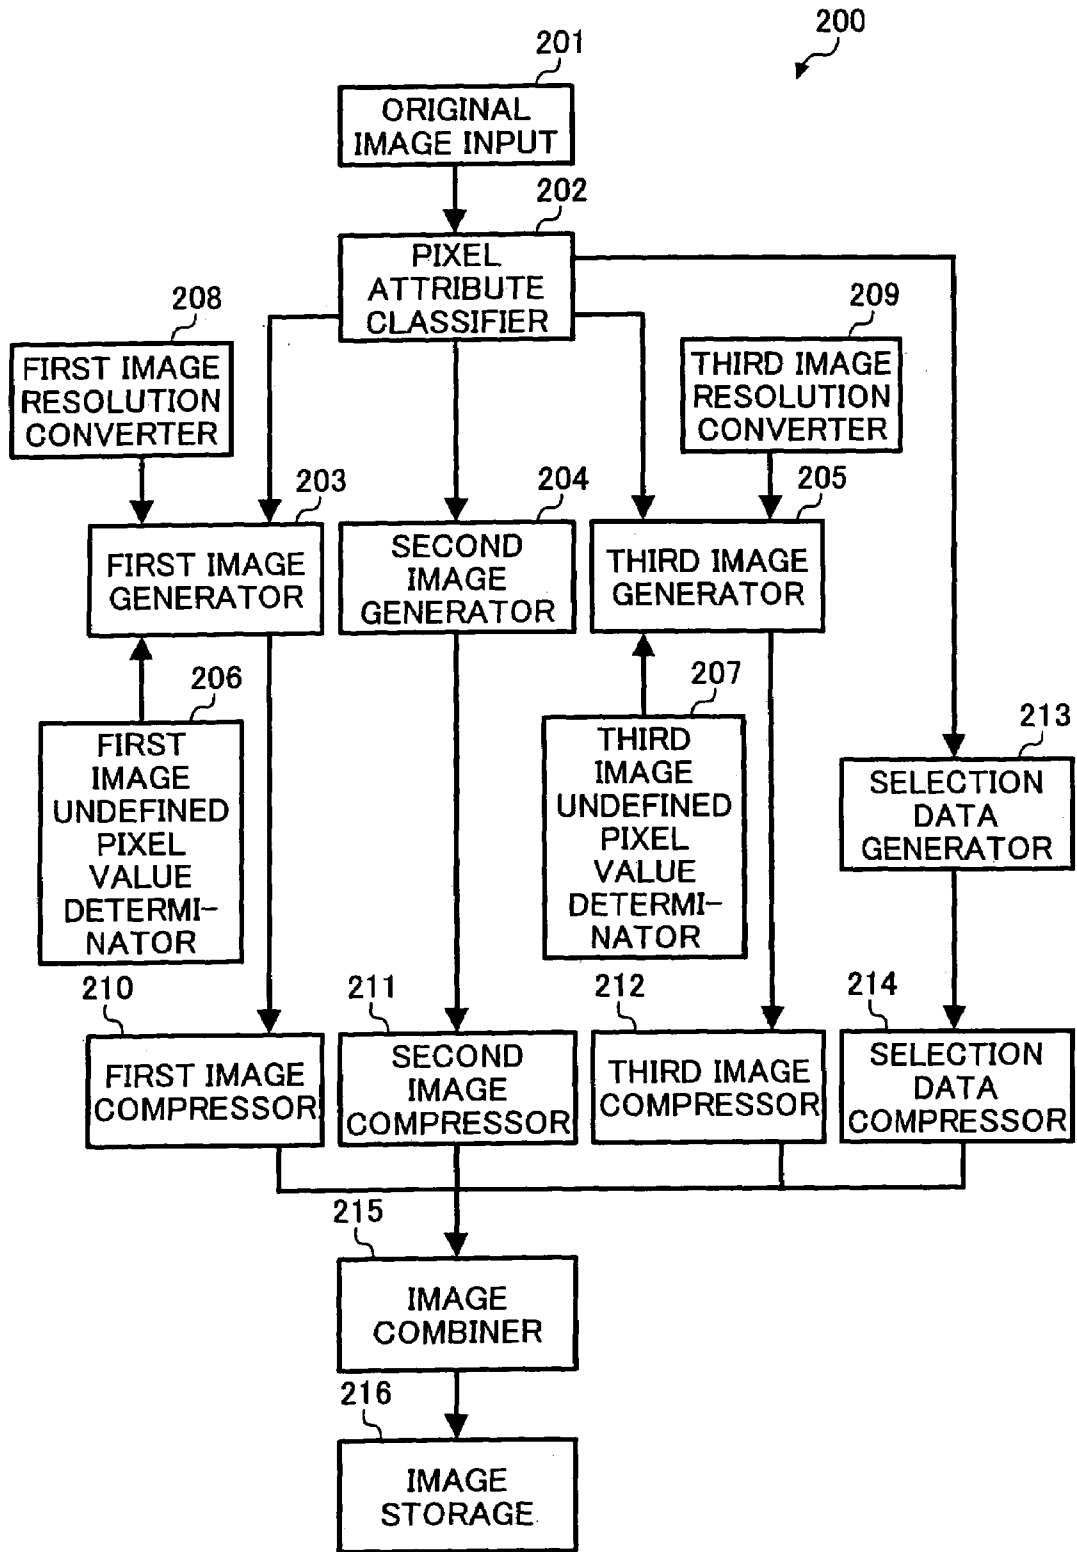 200
201
ORIGINAL
IMAGE INPUT
202
PIXEL
ATTRIBUTE
CLASSIFIER
208
FIRST IMAGE
RESOLUTION
CONVERTER
209
THIRD IMAGE
RESOLUTION
CONVERTER
203
FIRST IMAGE
GENERATOR
204
SECOND
IMAGE
GENERATOR
205
THIRD IMAGE
GENERATOR
206
FIRST
IMAGE
UNDEFINED
PIXEL
VALUE
DETERMI-
NATOR
207
THIRD
IMAGE
UNDEFINED
PIXEL
VALUE
DETERMI-
NATOR
213
SELECTION
DATA
GENERATOR
210
FIRST IMAGE
COMPRESSOR
211
SECOND
IMAGE
COMPRESSOR
212
THIRD IMAGE
COMPRESSOR
214
SELECTION
DATA
COMPRESSOR
215
IMAGE
COMBINER
216
IMAGE
STORAGE